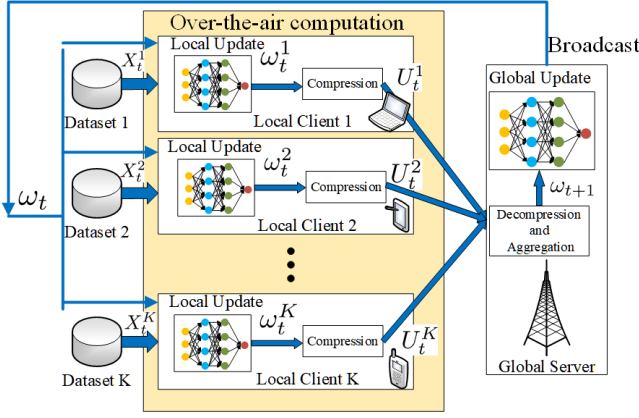 Over-the-air computation
Broadcast
Local Update
X_t^1
ω_t^1
Compression
U_t^1
Dataset 1
Local Client 1
Global Update
Local Update
X_t^2
ω_t^2
Compression
U_t^2
ω_t
Dataset 2
Local Client 2
ω_{t+1}
Decompression
and
Aggregation
Local Update
X_t^K
ω_t^K
Compression
U_t^K
Dataset K
Local Client K
Global Server